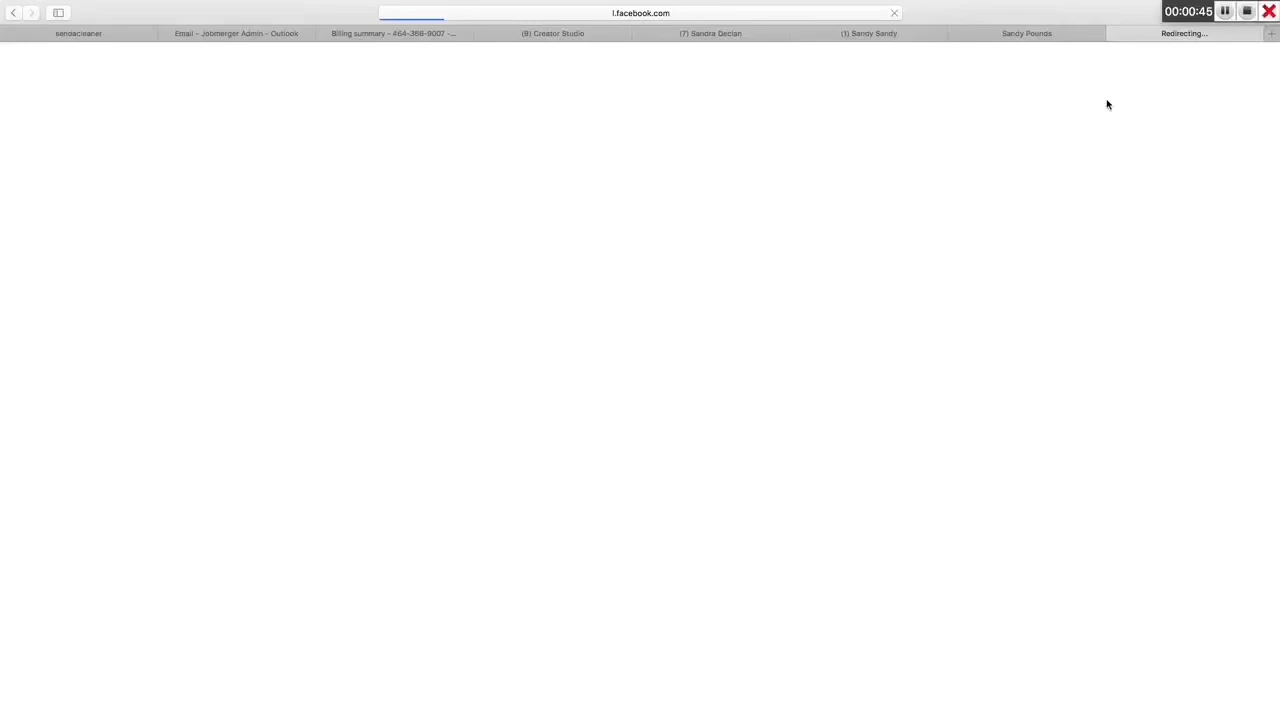 l.facebook.com
00:00:45
sendacleaner
Email - Jobmerger Admin - Outlook
Billing summary - 464-366-9007 -...
(9) Creator Studio
(7) Sandra Declan
(1) Sandy Sandy
Sandy Pounds
Redirecting...